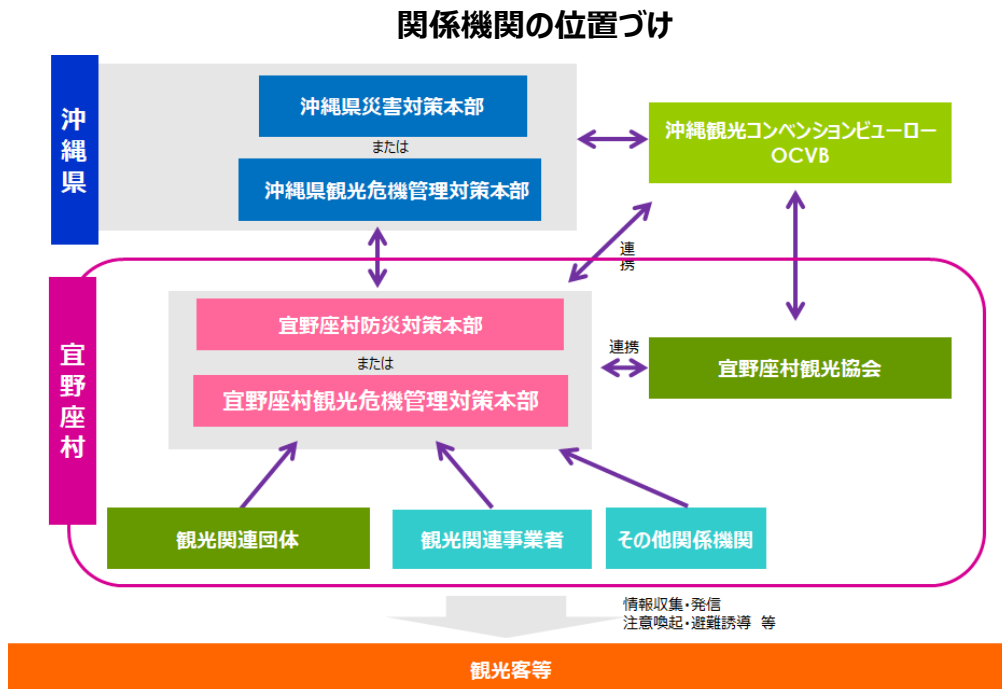 関係機関の位置づけ
沖縄県
沖縄県災害対策本部
または
沖縄県観光危機管理対策本部
沖縄観光コンベンションビューロー
OCVB
連携
宜野座村
宜野座村防災対策本部
または
宜野座村観光危機管理対策本部
連携
宜野座村観光協会
観光関連団体
観光関連事業者
その他関係機関
情報収集・発信
注意喚起・避難誘導 等
観光客等